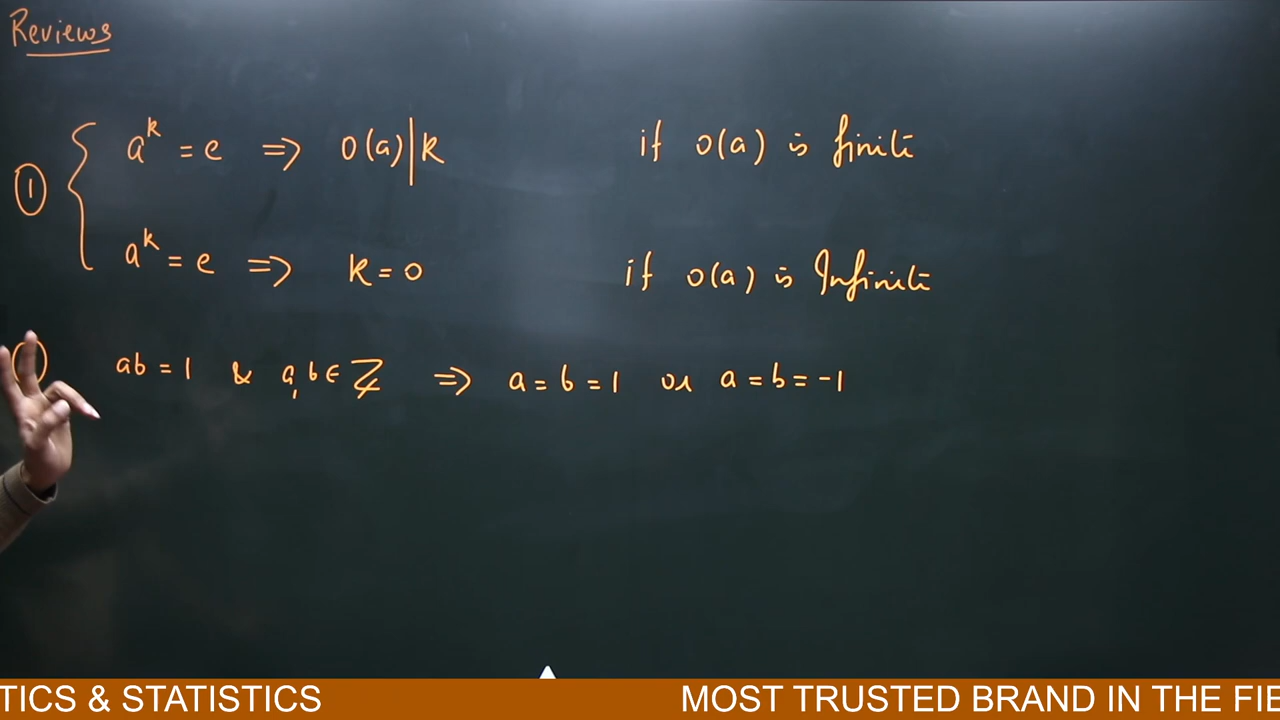 Reviews
① { a^k = e ⇒ o(a)|k if o(a) is finite
a^k = e ⇒ k = 0 if o(a) is Infinite
ab = 1 & a, b ∈ ℤ ⇒ a = b = 1 or a = b = -1
TICS & STATISTICS MOST TRUSTED BRAND IN THE FIE